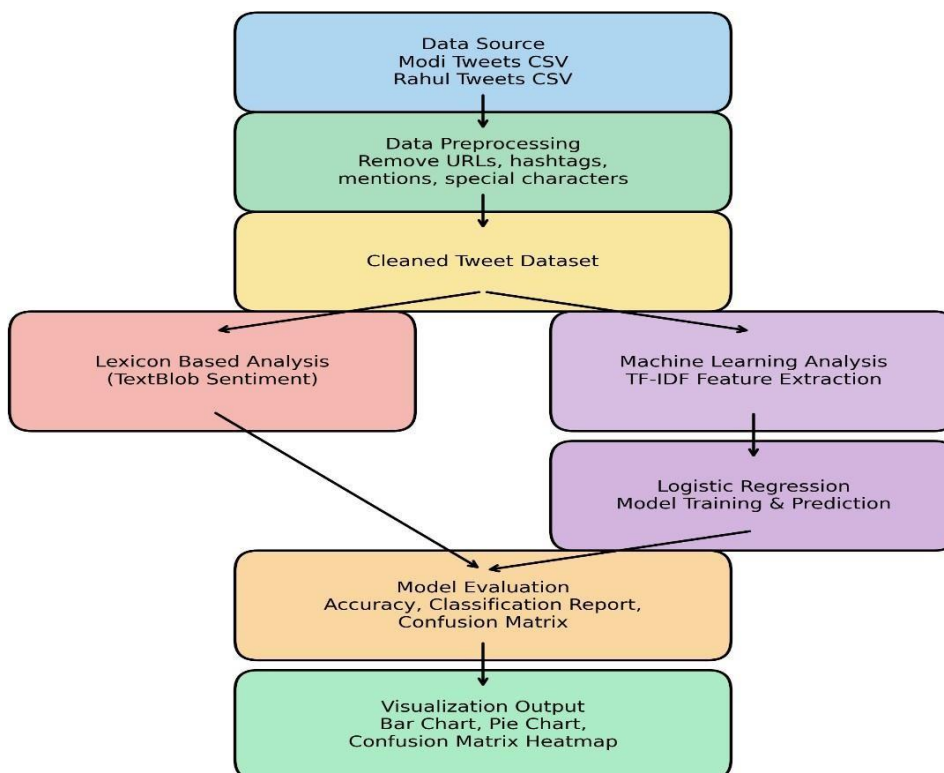 Data Source
Modi Tweets CSV
Rahul Tweets CSV
Data Preprocessing
Remove URLs, hashtags,
mentions, special characters
Cleaned Tweet Dataset
Lexicon Based Analysis
(TextBlob Sentiment)
Machine Learning Analysis
TF-IDF Feature Extraction
Logistic Regression
Model Training & Prediction
Model Evaluation
Accuracy, Classification Report,
Confusion Matrix
Visualization Output
Bar Chart, Pie Chart,
Confusion Matrix Heatmap